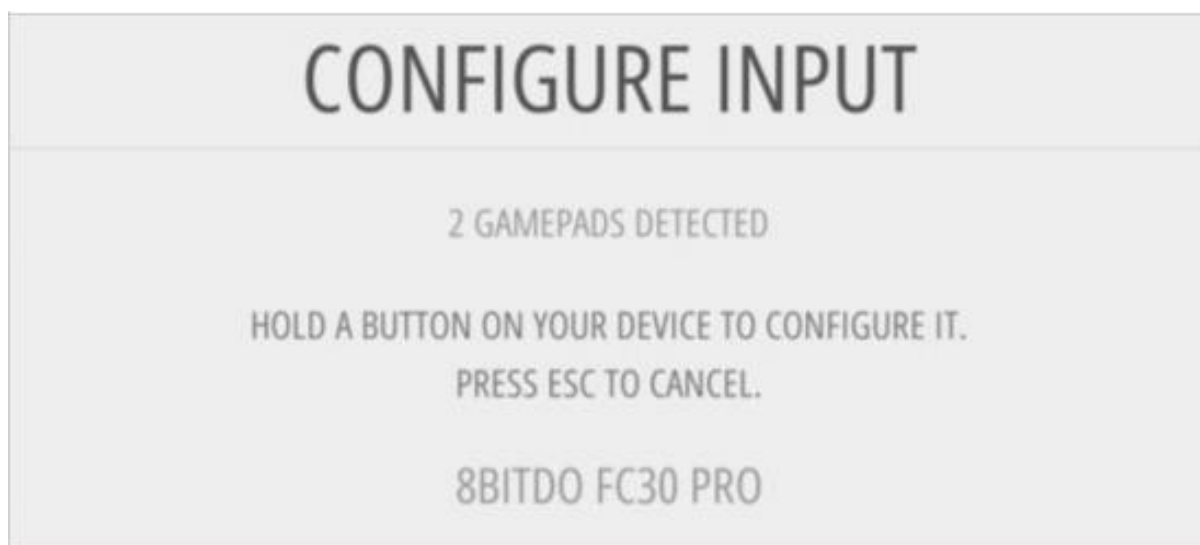 CONFIGURE INPUT
2 GAMEPADS DETECTED
HOLD A BUTTON ON YOUR DEVICE TO CONFIGURE IT.
PRESS ESC TO CANCEL.
8BITDO FC30 PRO